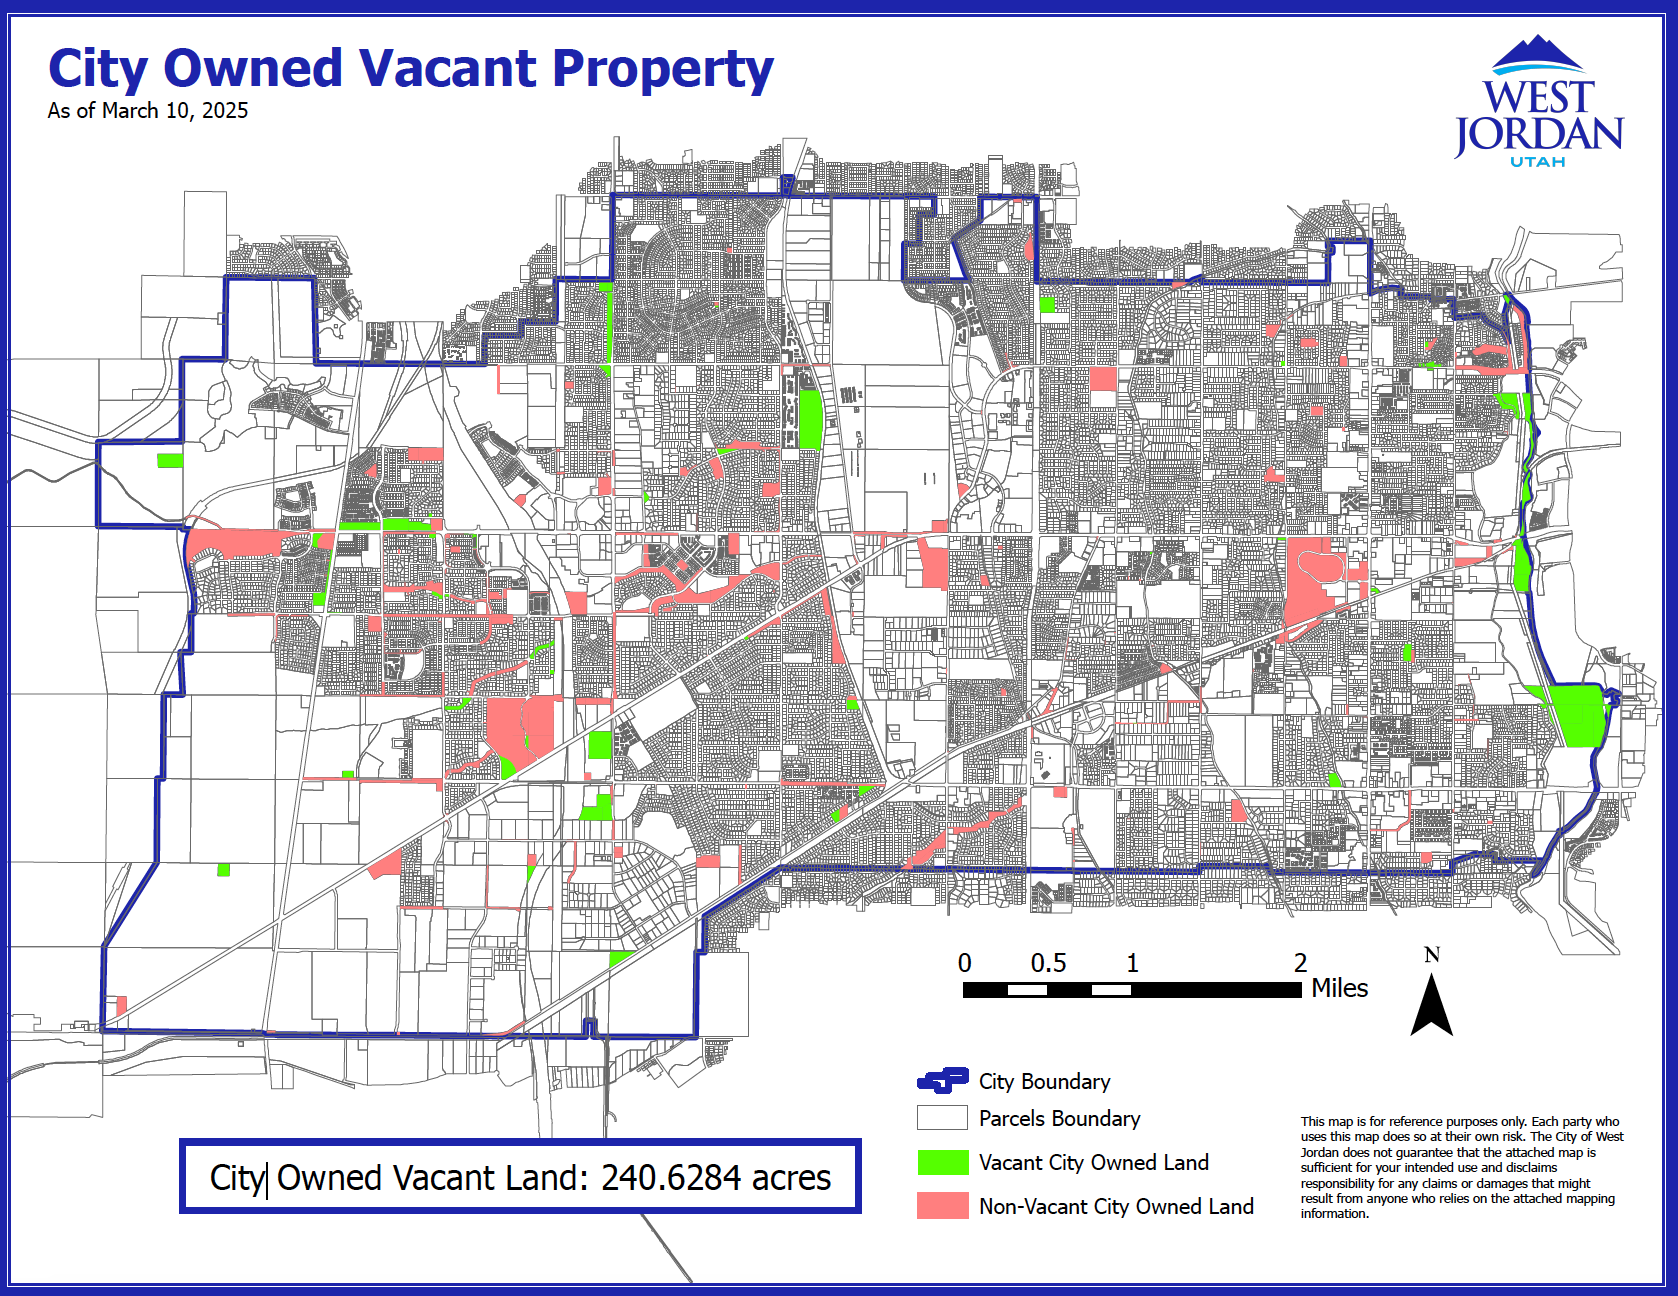 City Owned Vacant Property
As of March 10, 2025
WEST
JORDAN
UTAH
0 0.5 1 2
Miles
N
City Boundary
Parcels Boundary
Vacant City Owned Land
Non-Vacant City Owned Land
This map is for reference purposes only. Each party who
uses this map does so at their own risk. The City of West
Jordan does not guarantee that the attached map is
sufficient for your intended use and disclaims
responsibility for any claims or damages that might
result from anyone who relies on the attached mapping
information.
City Owned Vacant Land: 240.6284 acres